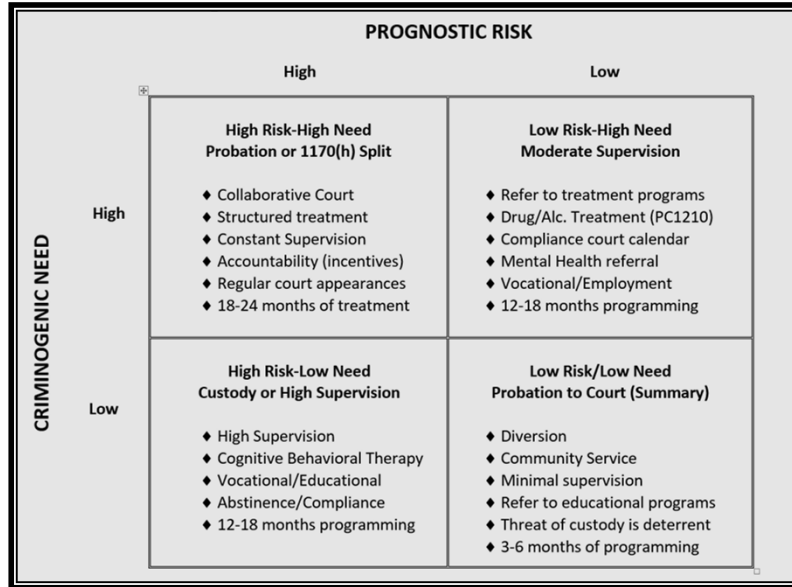 PROGNOSTIC RISK
High
Low
CRIMINOGENIC NEED
High
High Risk-High Need
Probation or 1170(h) Split
♦ Collaborative Court
♦ Structured treatment
♦ Constant Supervision
♦ Accountability (incentives)
♦ Regular court appearances
♦ 18-24 months of treatment
Low Risk-High Need
Moderate Supervision
♦ Refer to treatment programs
♦ Drug/Alc. Treatment (PC1210)
♦ Compliance court calendar
♦ Mental Health referral
♦ Vocational/Employment
♦ 12-18 months programming
Low
High Risk-Low Need
Custody or High Supervision
♦ High Supervision
♦ Cognitive Behavioral Therapy
♦ Vocational/Educational
♦ Abstinence/Compliance
♦ 12-18 months programming
Low Risk/Low Need
Probation to Court (Summary)
♦ Diversion
♦ Community Service
♦ Minimal supervision
♦ Refer to educational programs
♦ Threat of custody is deterrent
♦ 3-6 months of programming